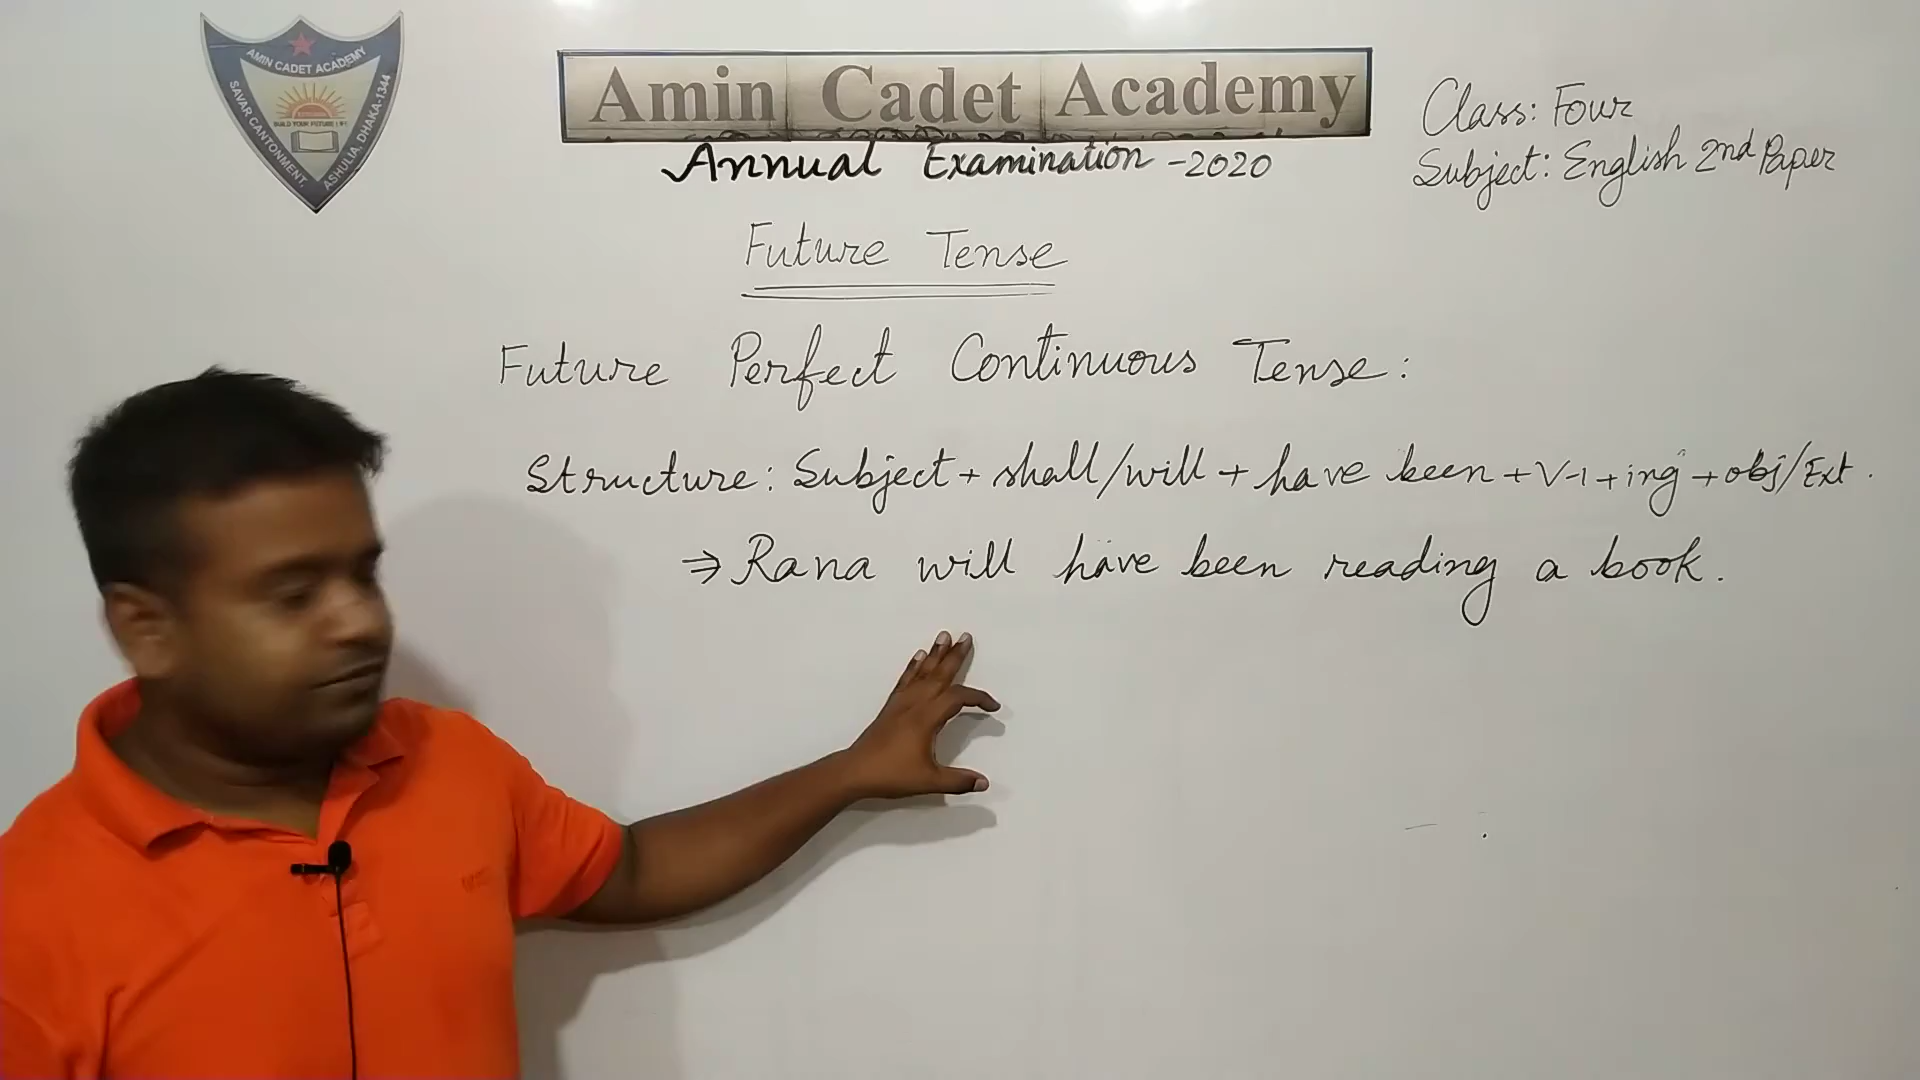 AMIN CADET ACADEMY
SAVAR CANTONMENT, ASHULIA, DHAKA-1344
BUILD YOUR FUTURE
Amin Cadet Academy
Annual Examination -2020
Class: Four
Subject: English 2nd Paper
Future Tense
Future Perfect Continuous Tense:
Structure: Subject + shall/will + have been + V-1 + ing + obj/Ext.
⇒ Rana will have been reading a book.